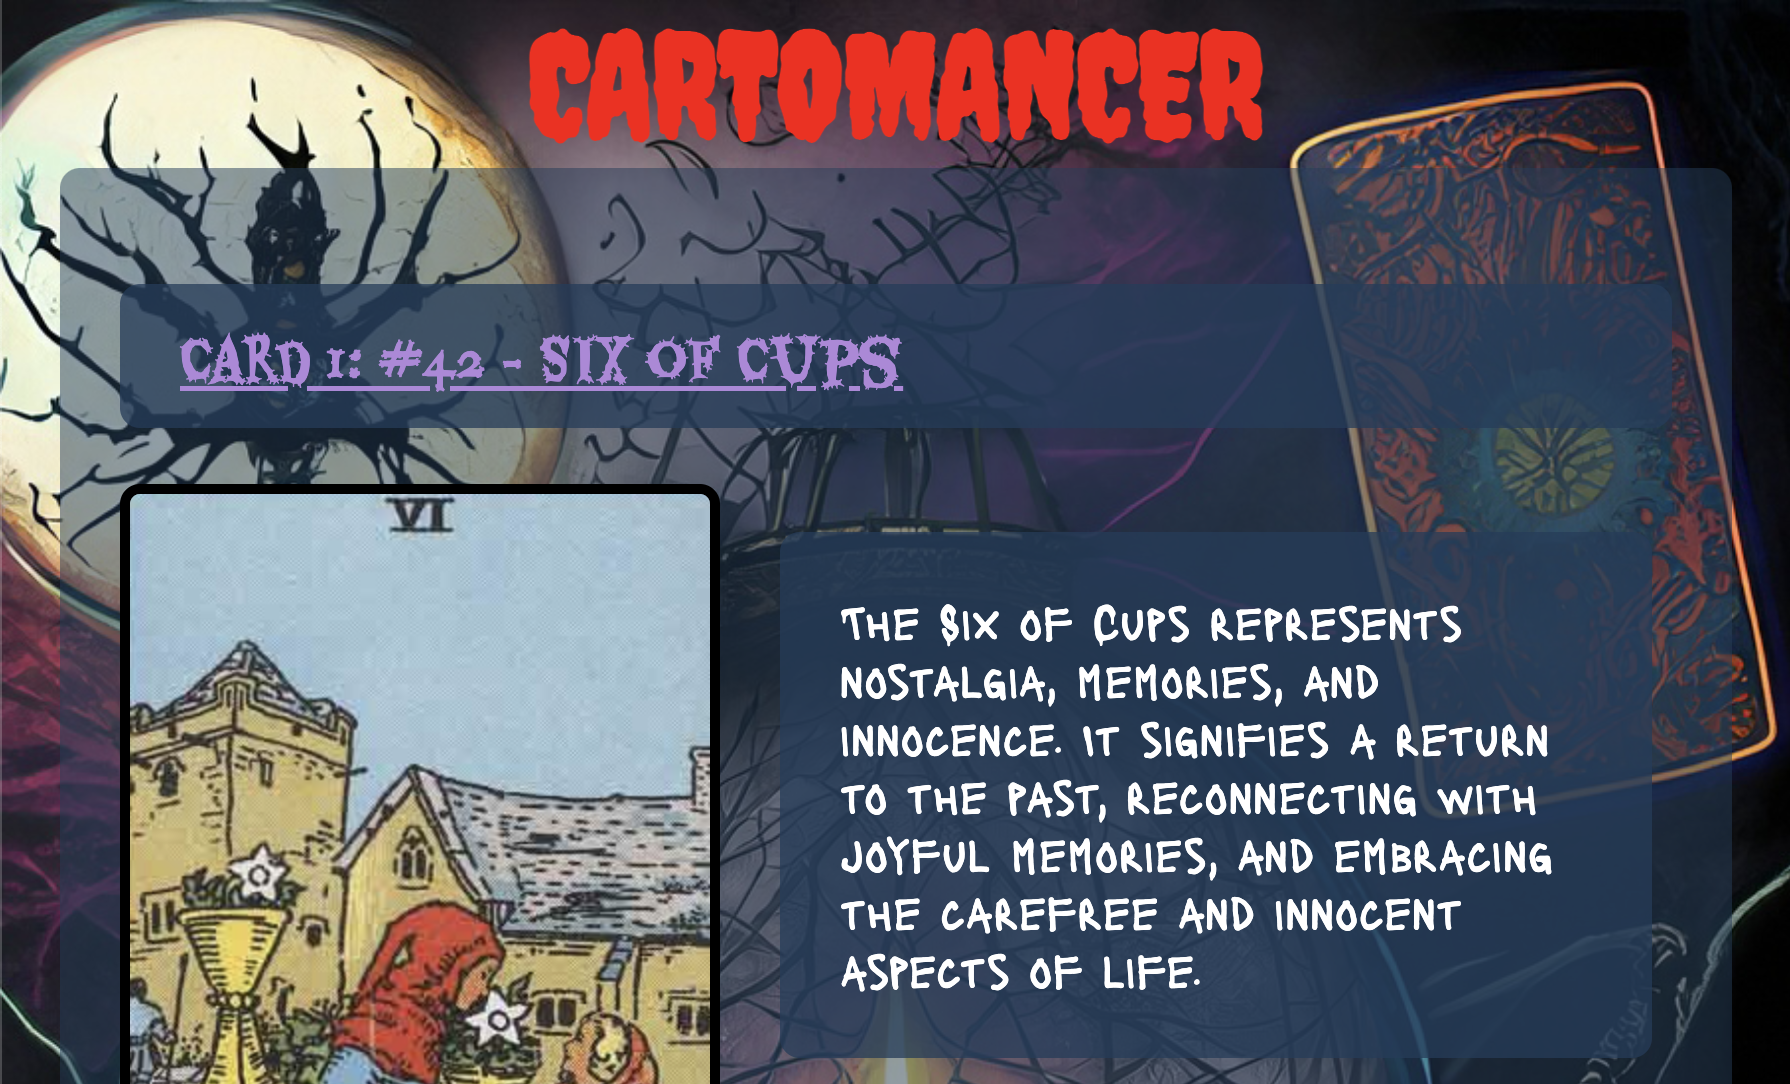 CARTOMANCER
CARD 1: #42 - SIX OF CUPS
VI
THE SIX OF CUPS REPRESENTS
NOSTALGIA, MEMORIES, AND
INNOCENCE. IT SIGNIFIES A RETURN
TO THE PAST, RECONNECTING WITH
JOYFUL MEMORIES, AND EMBRACING
THE CAREFREE AND INNOCENT
ASPECTS OF LIFE.